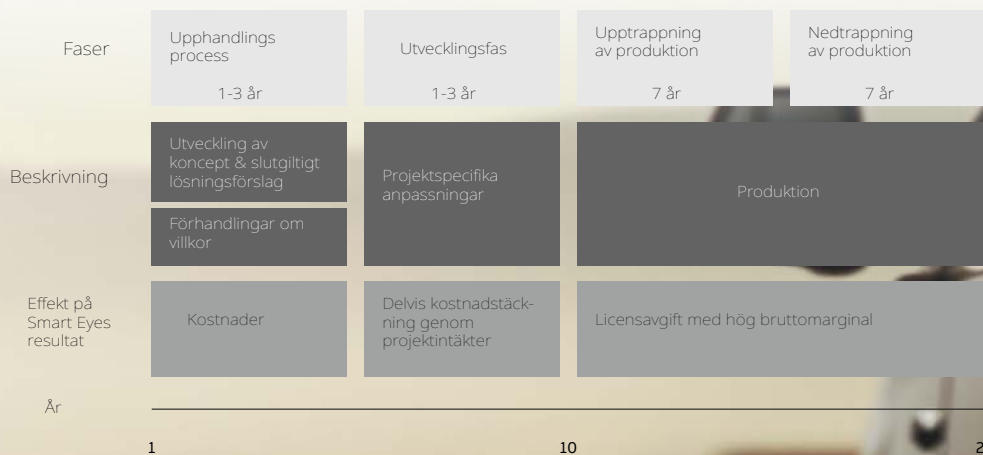 Faser
Upphandlings
process
1-3 år
Utvecklingsfas
1-3 år
Upptrappning
av produktion
7 år
Nedtrappning
av produktion
7 år
Beskrivning
Utveckling av
koncept & slutgiltigt
lösningsförslag
Förhandlingar om
villkor
Projektspecifika
anpassningar
Produktion
Effekt på
Smart Eyes
resultat
Kostnader
Delvis kostnadstäck-
ning genom
projektintäkter
Licensavgift med hög bruttomarginal
År
1
10